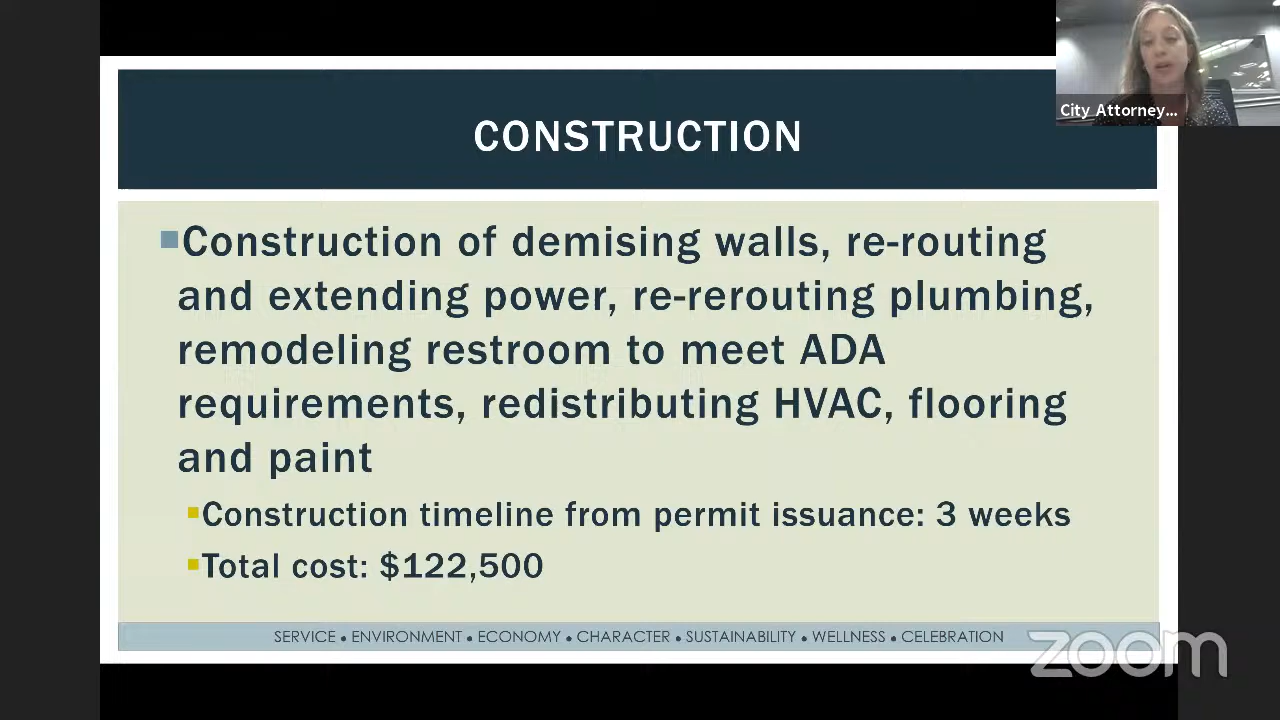 City Attorney...
CONSTRUCTION
Construction of demising walls, re-routing
and extending power, re-rerouting plumbing,
remodeling restroom to meet ADA
requirements, redistributing HVAC, flooring
and paint
Construction timeline from permit issuance: 3 weeks
Total cost: $122,500
SERVICE • ENVIRONMENT • ECONOMY • CHARACTER • SUSTAINABILITY • WELLNESS • CELEBRATION
zoom